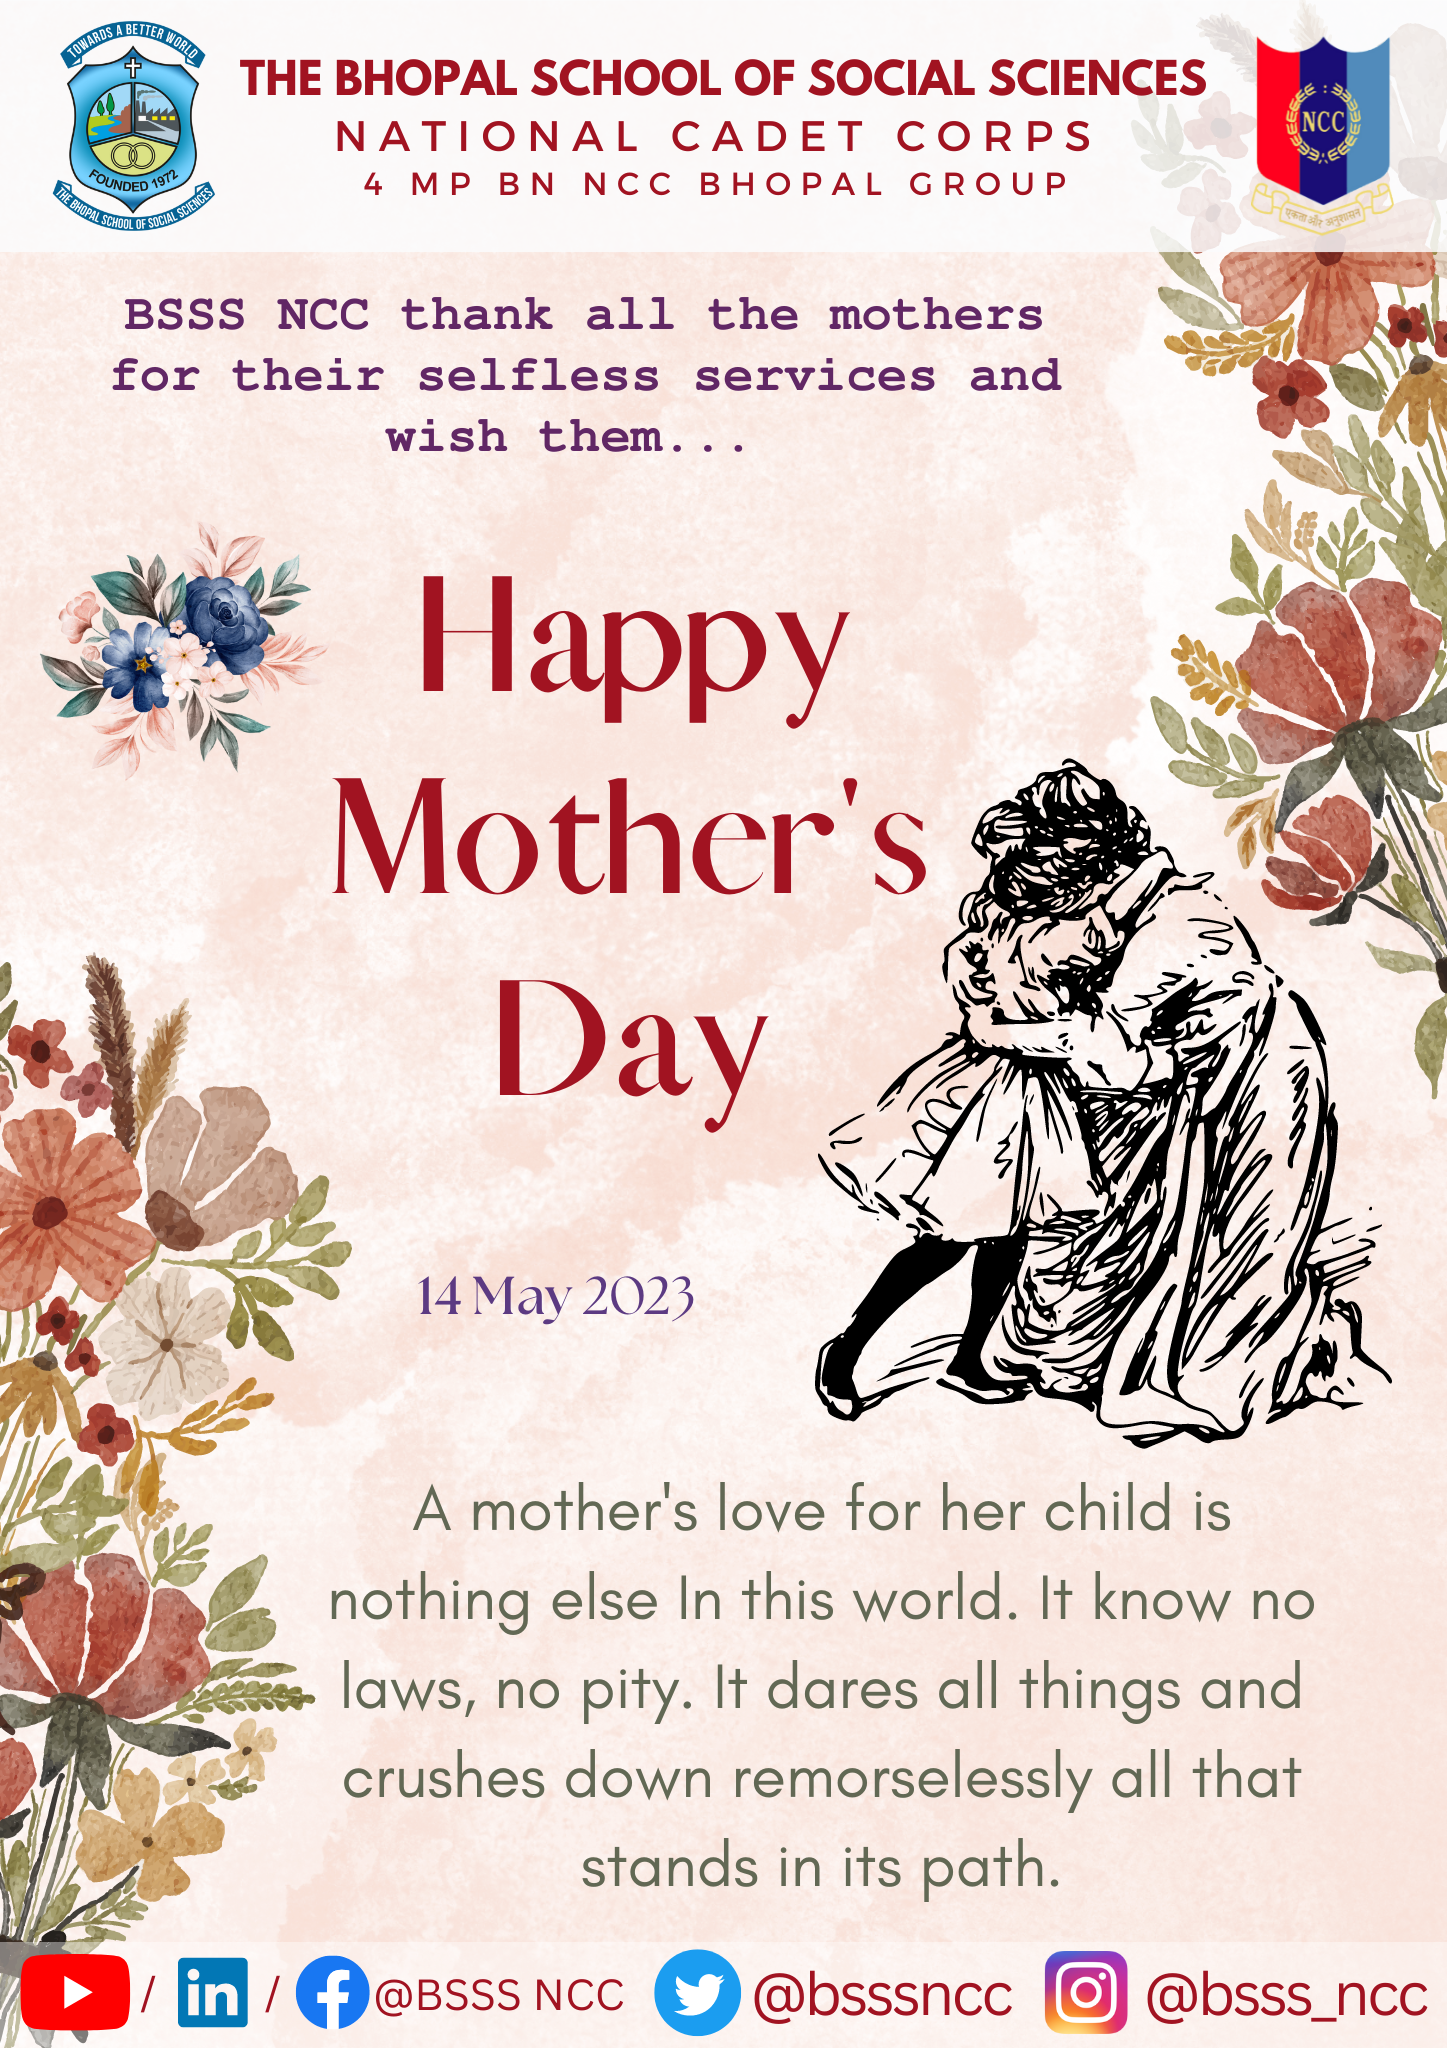 TOWARDS A BETTER WORLD
FOUNDED 1972
THE BHOPAL SCHOOL OF SOCIAL SCIENCES
THE BHOPAL SCHOOL OF SOCIAL SCIENCES
NATIONAL CADET CORPS
4 MP BN NCC BHOPAL GROUP
NCC
एकता और अनुशासन
BSSS NCC thank all the mothers
for their selfless services and
wish them...
Happy
Mother's
Day
14 May 2023
A mother's love for her child is
nothing else In this world. It know no
laws, no pity. It dares all things and
crushes down remorselessly all that
stands in its path.
/ in / @BSSS NCC @bsssncc @bsss_ncc